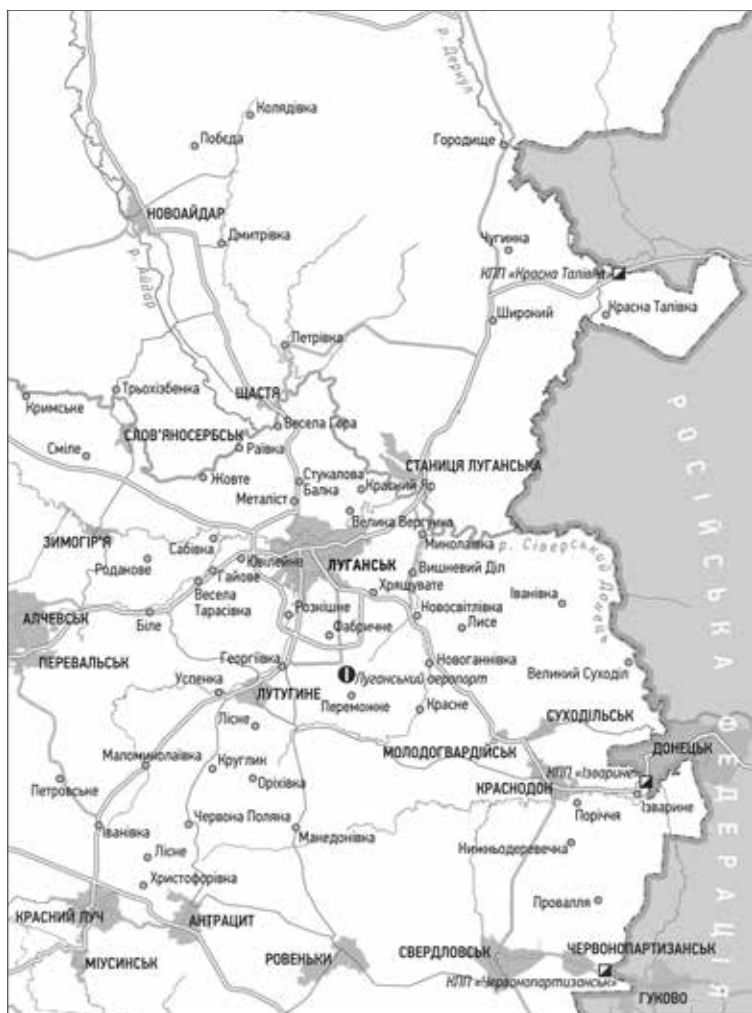 р. Деркул
Колядівка
Побєда
Городище
НОВОАЙДАР
Дмитрівка
Чугинка
КПП «Красна Талівка»
р. Айдар
Широкий
Красна Талівка
Петрівка
Трьохізбенка
ЩАСТЯ
Кримське
Весела Гора
СЛОВ'ЯНОСЕРБСЬК
Раївка
Сміле
СТАНИЦЯ ЛУГАНСЬКА
Жовте
Стукалова
Балка
Красний Яр
Металіст
Велика Вергунка
ЗИМОГІР'Я
Сабівка
Миколаївка
р. Сіверський Донець
Родакове
Ювілейне
ЛУГАНСЬК
Вишневий Діл
Гайове
Хрящувате
Іванівка
Весела
Тарасівка
АЛЧЕВСЬК
Біле
Розкішне
Новосвітлівка
Фабричне
Лисе
ПЕРЕВАЛЬСЬК
Георгіївка
Новоганнівка
Великий Суходіл
Успенка
Луганський аеропорт
ЛУТУГИНЕ
Переможне
Красне
СУХОДІЛЬСЬК
Лісне
МОЛОДОГВАРДІЙСЬК
ДОНЕЦЬК
Маломиколаївка
Круглик
КПП «Ізварине»
Петровське
Оріхівка
КРАСНОДОН
Ізварине
Поріччя
Іванівка
Червона Поляна
Македонівка
Нижньодеревечка
Лісне
Христофорівка
Провалля
КРАСНИЙ ЛУЧ
АНТРАЦИТ
МІУСИНСЬК
РОВЕНЬКИ
СВЕРДЛОВСЬК
ЧЕРВОНОПАРТИЗАНСЬК
КПП «Червонопартизанськ»
ГУКОВО
РОСІЙСЬКА ФЕДЕРАЦІЯ